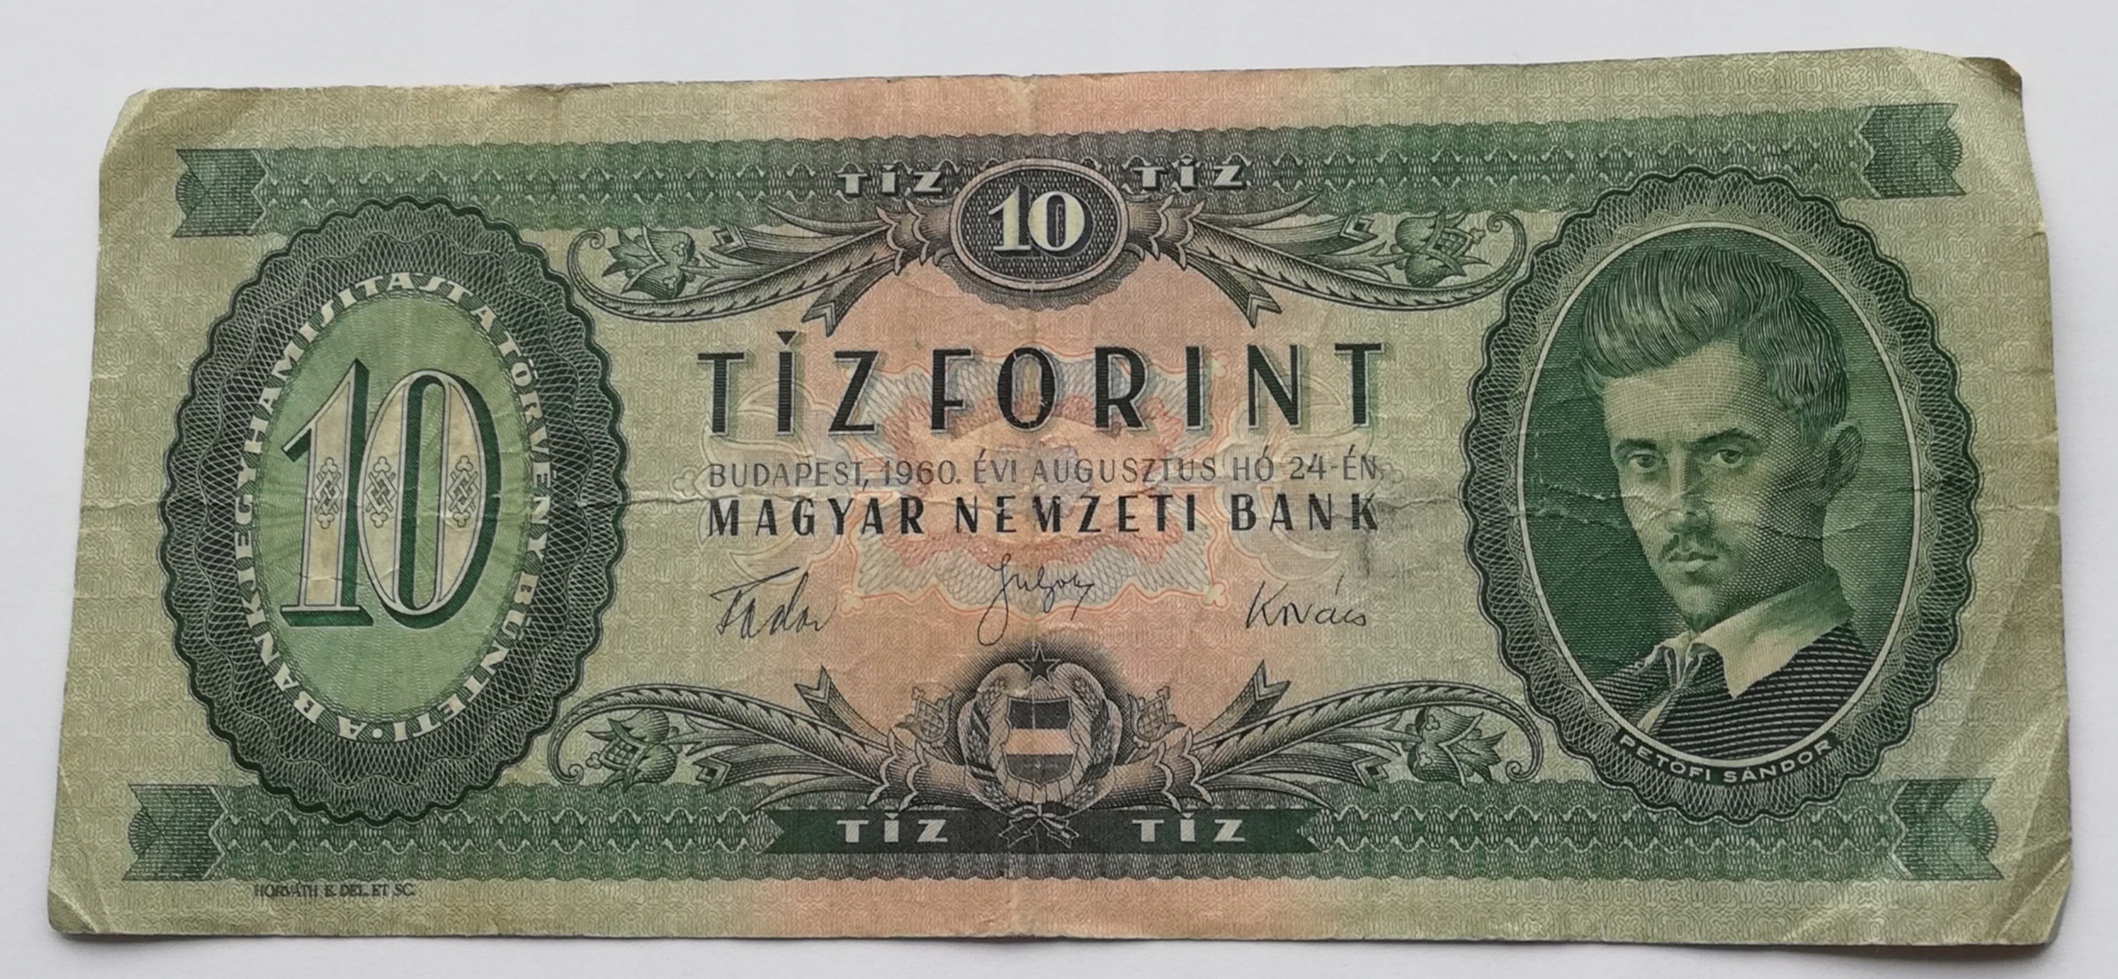 TÍZ 10 TÍZ
A BANKJEGYHAMISÍTÁST A TÖRVÉNY BÜNTETI •
10
TÍZ FORINT
BUDAPEST, 1960. ÉVI AUGUSZTUS HÓ 24-ÉN
MAGYAR NEMZETI BANK
Kovács
PETŐFI SÁNDOR
TÍZ TÍZ
HORVÁTH E. DEL. ET SC.